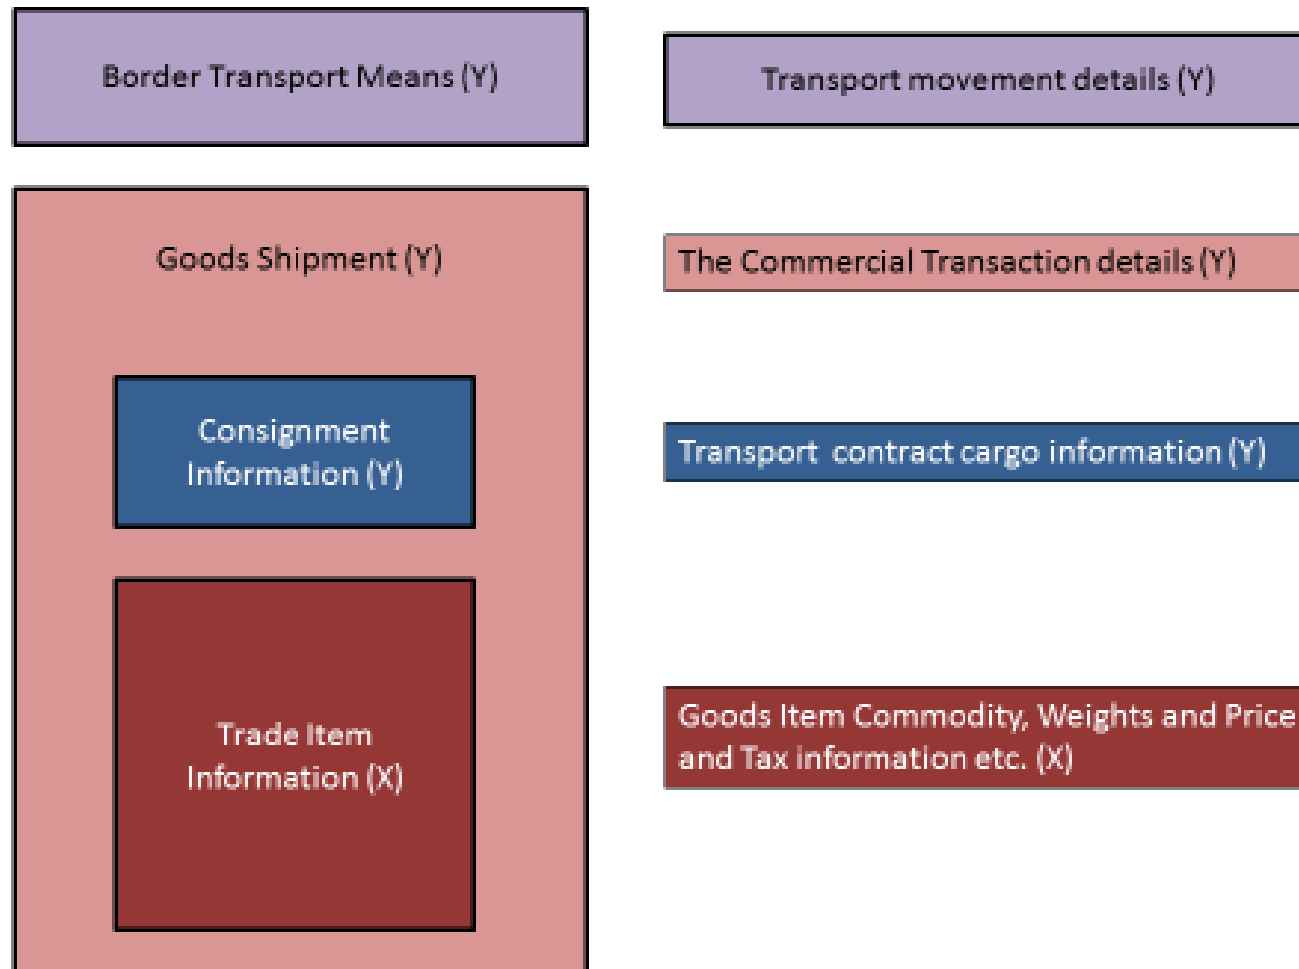 Border Transport Means (Y)
Transport movement details (Y)
Goods Shipment (Y)
The Commercial Transaction details (Y)
Consignment
Information (Y)
Transport contract cargo information (Y)
Trade Item
Information (X)
Goods Item Commodity, Weights and Price
and Tax information etc. (X)